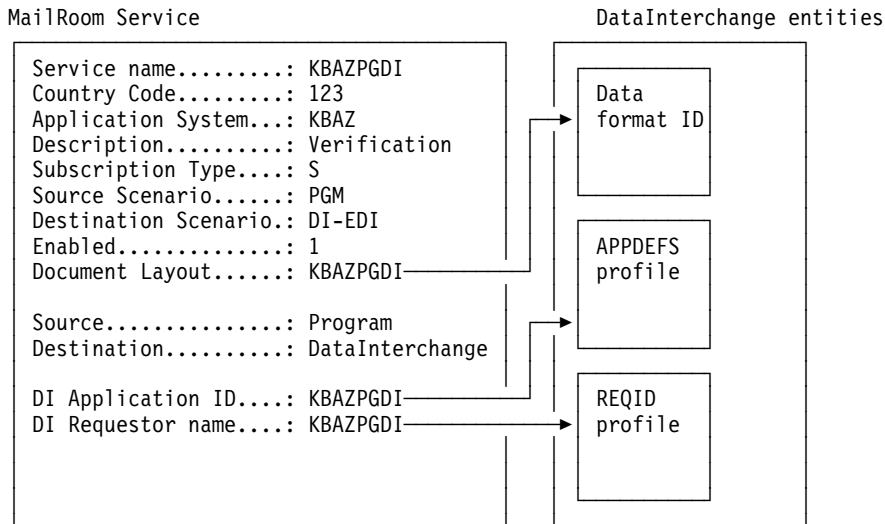 MailRoom Service DataInterchange entities
Service name.........: KBAZPGDI
Country Code.........: 123 Data
Application System...: KBAZ format ID
Description..........: Verification
Subscription Type....: S
Source Scenario......: PGM
Destination Scenario.: DI-EDI
Enabled..............: 1 APPDEFS
Document Layout......: KBAZPGDI profile
Source...............: Program
Destination..........: DataInterchange
DI Application ID....: KBAZPGDI REQID
DI Requestor name....: KBAZPGDI profile